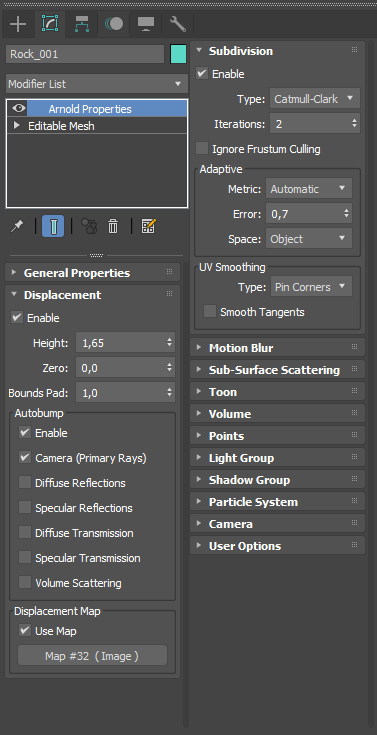 Rock_001
Modifier List
Arnold Properties
Editable Mesh
General Properties
Displacement
Enable
Height: 1,65
Zero: 0,0
Bounds Pad: 1,0
Autobump
Enable
Camera (Primary Rays)
Diffuse Reflections
Specular Reflections
Diffuse Transmission
Specular Transmission
Volume Scattering
Displacement Map
Use Map
Map #32 ( Image )
Subdivision
Enable
Type: Catmull-Clark
Iterations: 2
Ignore Frustum Culling
Adaptive
Metric: Automatic
Error: 0,7
Space: Object
UV Smoothing
Type: Pin Corners
Smooth Tangents
Motion Blur
Sub-Surface Scattering
Toon
Volume
Points
Light Group
Shadow Group
Particle System
Camera
User Options